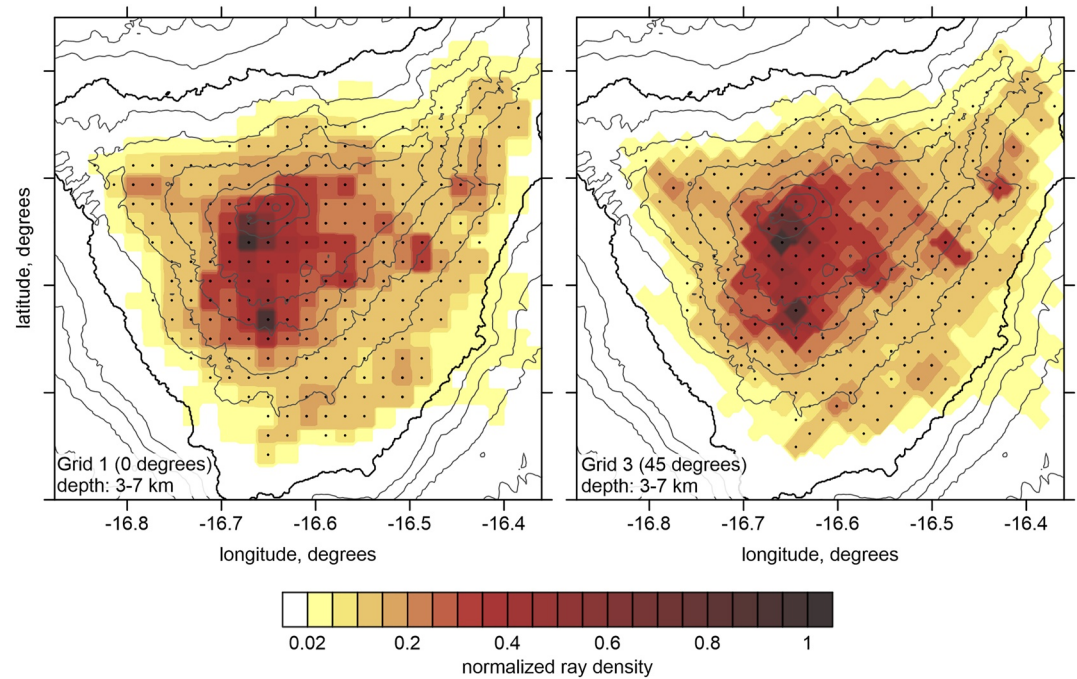 latitude, degrees
Grid 1 (0 degrees)
depth: 3-7 km
Grid 3 (45 degrees)
depth: 3-7 km
-16.8 -16.7 -16.6 -16.5 -16.4
-16.8 -16.7 -16.6 -16.5 -16.4
longitude, degrees
longitude, degrees
0.02 0.2 0.4 0.6 0.8 1
normalized ray density